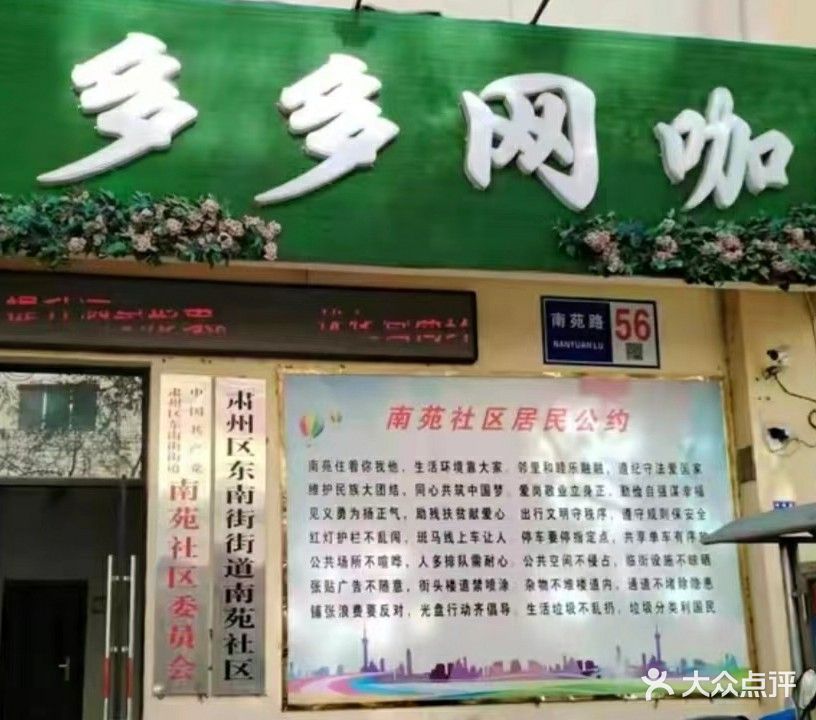 多多网咖
南苑路 56
NANYUAN LU
中国共产党
肃州区东南街街道
南苑社区委员会
肃州区东南街街道南苑社区
南苑社区居民公约
南苑住着你我他，生活环境靠大家。邻里和睦乐融融，遵纪守法爱国家
维护民族大团结，同心共筑中国梦。爱岗敬业立身正，勤俭自强谋幸福
见义勇为扬正气，助残扶贫献爱心。出行文明守秩序，遵守规则保安全
红灯护栏不乱闯，斑马线上车让人。停车要停指定点，共享单车有序放
公共场所不喧哗，人多排队需耐心。公共空间不侵占，临街设施不晾晒
张贴广告不随意，街头楼道禁喷涂。杂物不堆楼道内，通道不堵除隐患
铺张浪费要反对，光盘行动齐倡导。生活垃圾不乱扔，垃圾分类利国民
大众点评